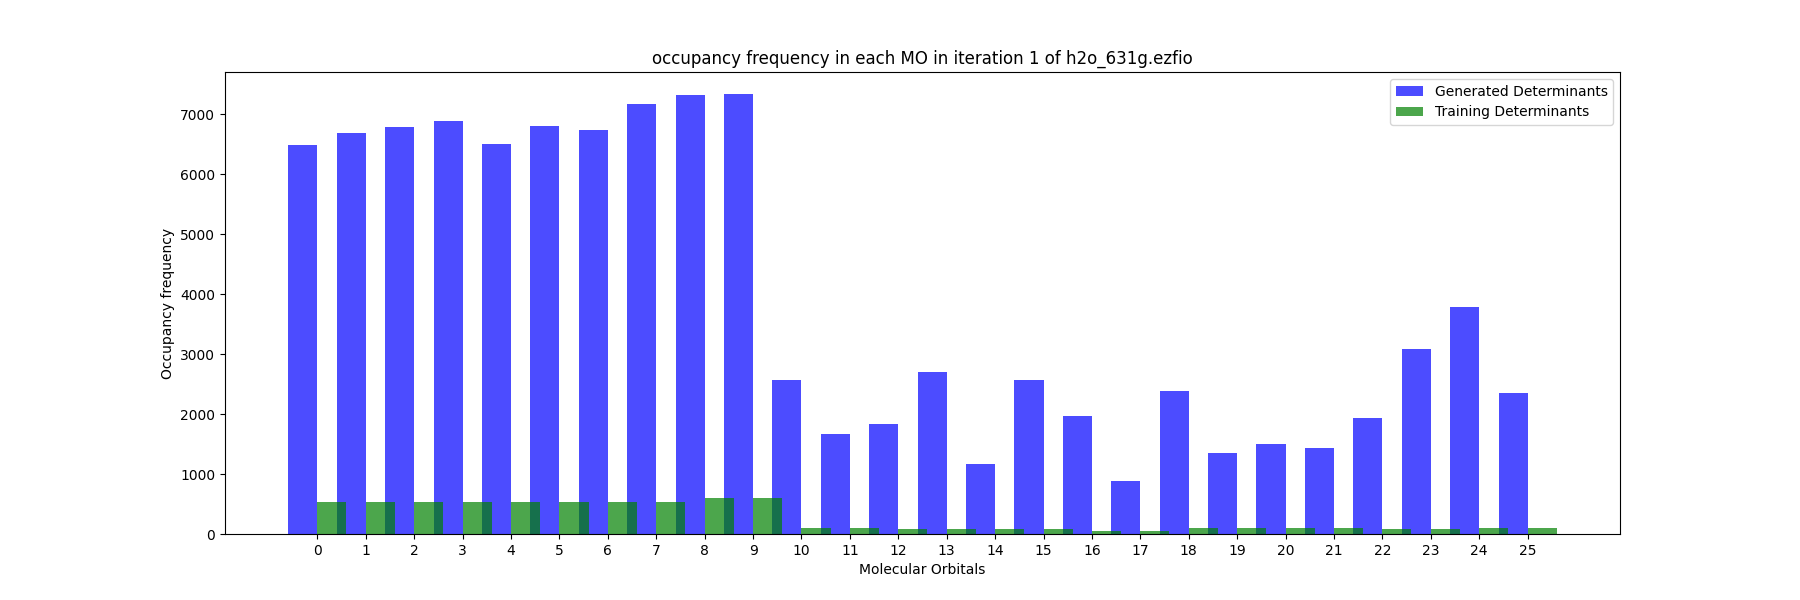 occupancy frequency in each MO in iteration 1 of h2o_631g.ezfio
Generated Determinants
Training Determinants
Occupancy frequency
7000
6000
5000
4000
3000
2000
1000
0
0 1 2 3 4 5 6 7 8 9 10 11 12 13 14 15 16 17 18 19 20 21 22 23 24 25
Molecular Orbitals